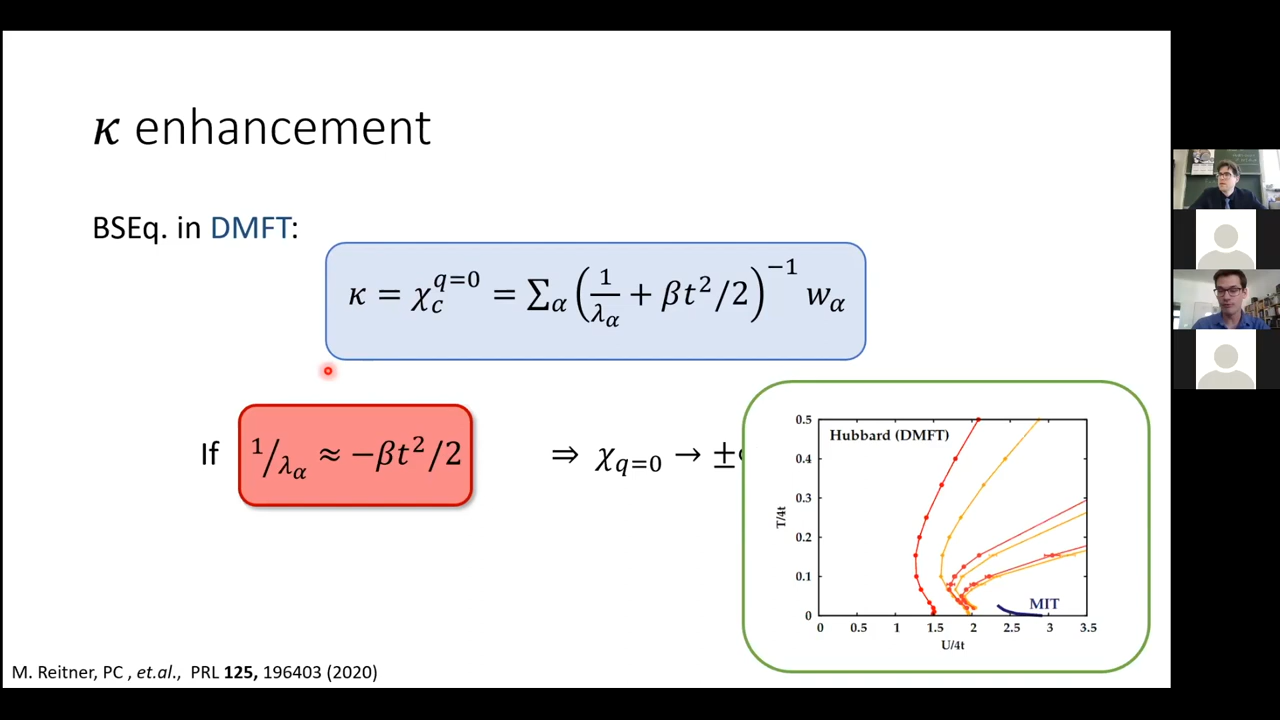 κ enhancement
BSEq. in DMFT:
κ = χ_c^{q=0} = ∑_α (1/λ_α + βt²/2)^{−1} w_α
If 1/λ_α ≈ −βt²/2 ⇒ χ_{q=0} → ±
Hubbard (DMFT)
0.5
0.4
0.3
0.2
0.1
0
T/4t
MIT
0 0.5 1 1.5 2 2.5 3 3.5
U/4t
M. Reitner, PC , et.al., PRL 125, 196403 (2020)